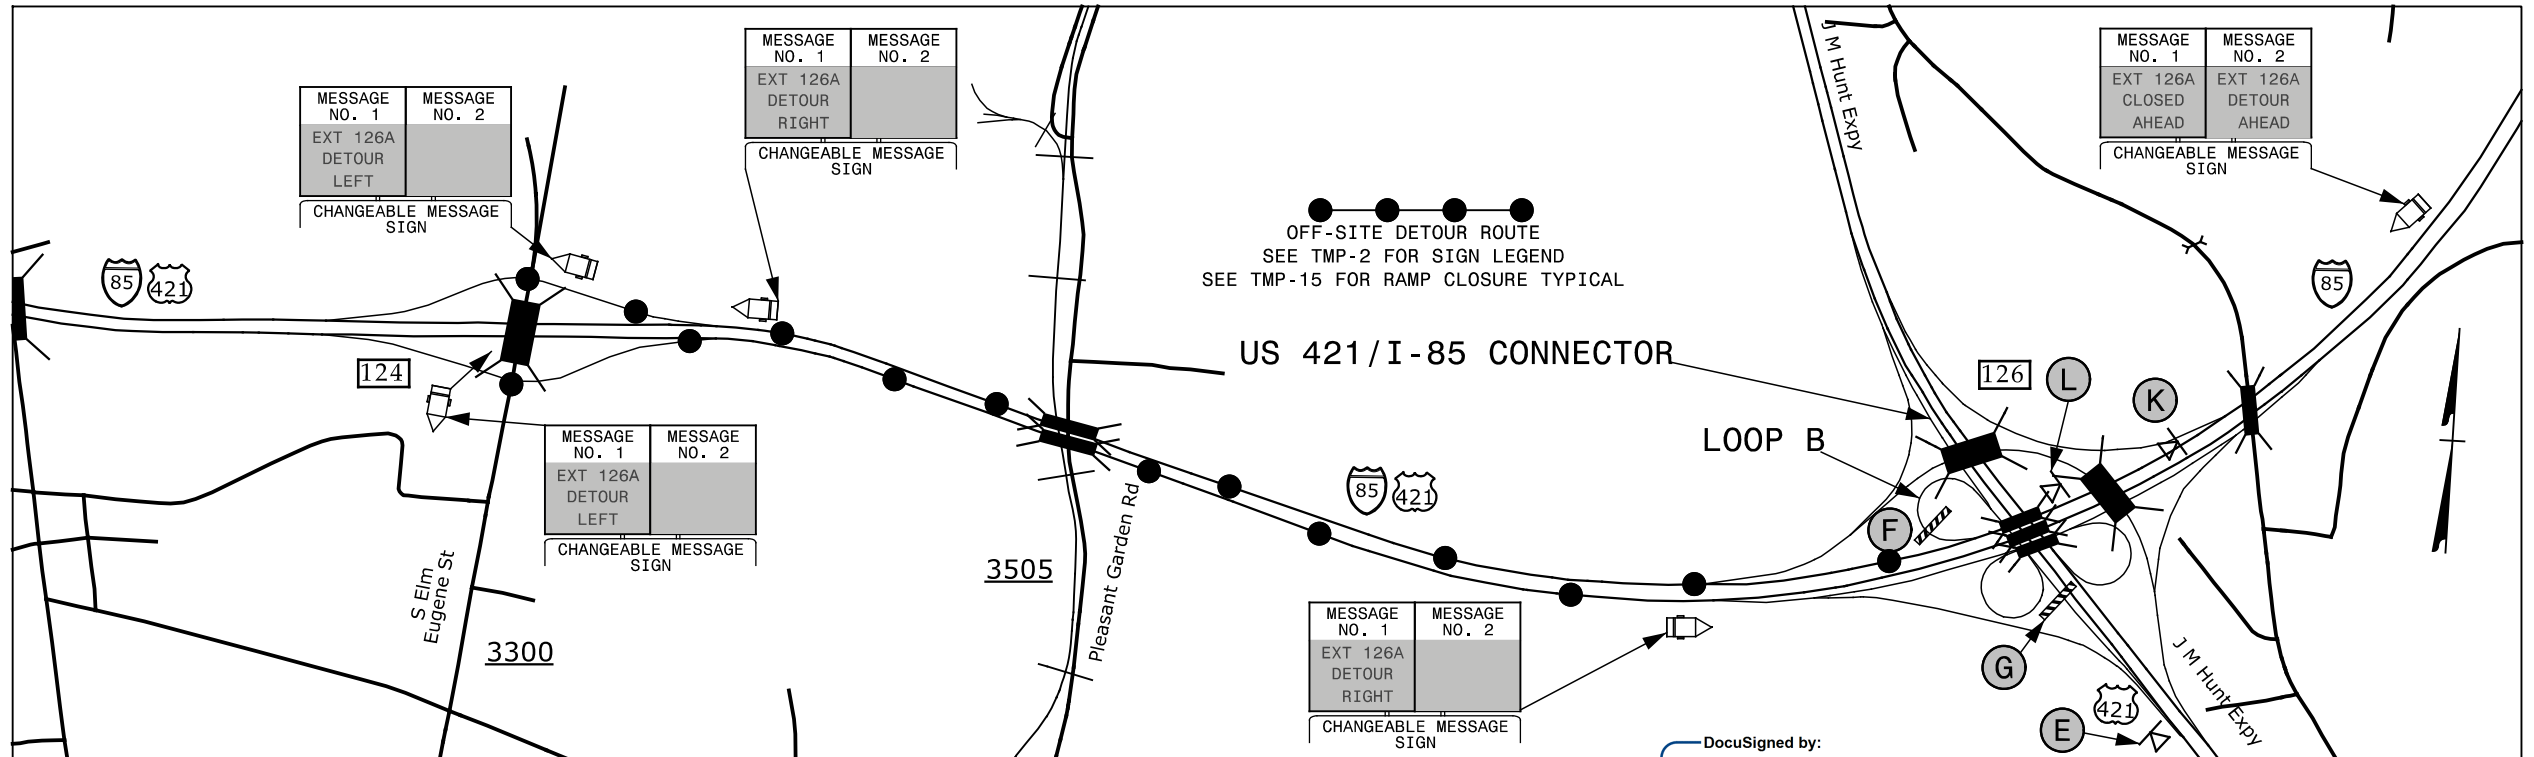 MESSAGE NO. 1
MESSAGE NO. 2
EXT 126A
DETOUR
LEFT
CHANGEABLE MESSAGE
SIGN
MESSAGE NO. 1
MESSAGE NO. 2
EXT 126A
DETOUR
RIGHT
CHANGEABLE MESSAGE
SIGN
J M Hunt Expy
MESSAGE NO. 1
MESSAGE NO. 2
EXT 126A
CLOSED
AHEAD
EXT 126A
DETOUR
AHEAD
CHANGEABLE MESSAGE
SIGN
OFF-SITE DETOUR ROUTE
SEE TMP-2 FOR SIGN LEGEND
SEE TMP-15 FOR RAMP CLOSURE TYPICAL
85
421
85
US 421/I-85 CONNECTOR
124
126
L
K
LOOP B
MESSAGE NO. 1
MESSAGE NO. 2
EXT 126A
DETOUR
LEFT
CHANGEABLE MESSAGE
SIGN
85
421
F
3505
Pleasant Garden Rd
S Elm
Eugene St
3300
MESSAGE NO. 1
MESSAGE NO. 2
EXT 126A
DETOUR
RIGHT
CHANGEABLE MESSAGE
SIGN
G
J M Hunt Expy
421
E
DocuSigned by: